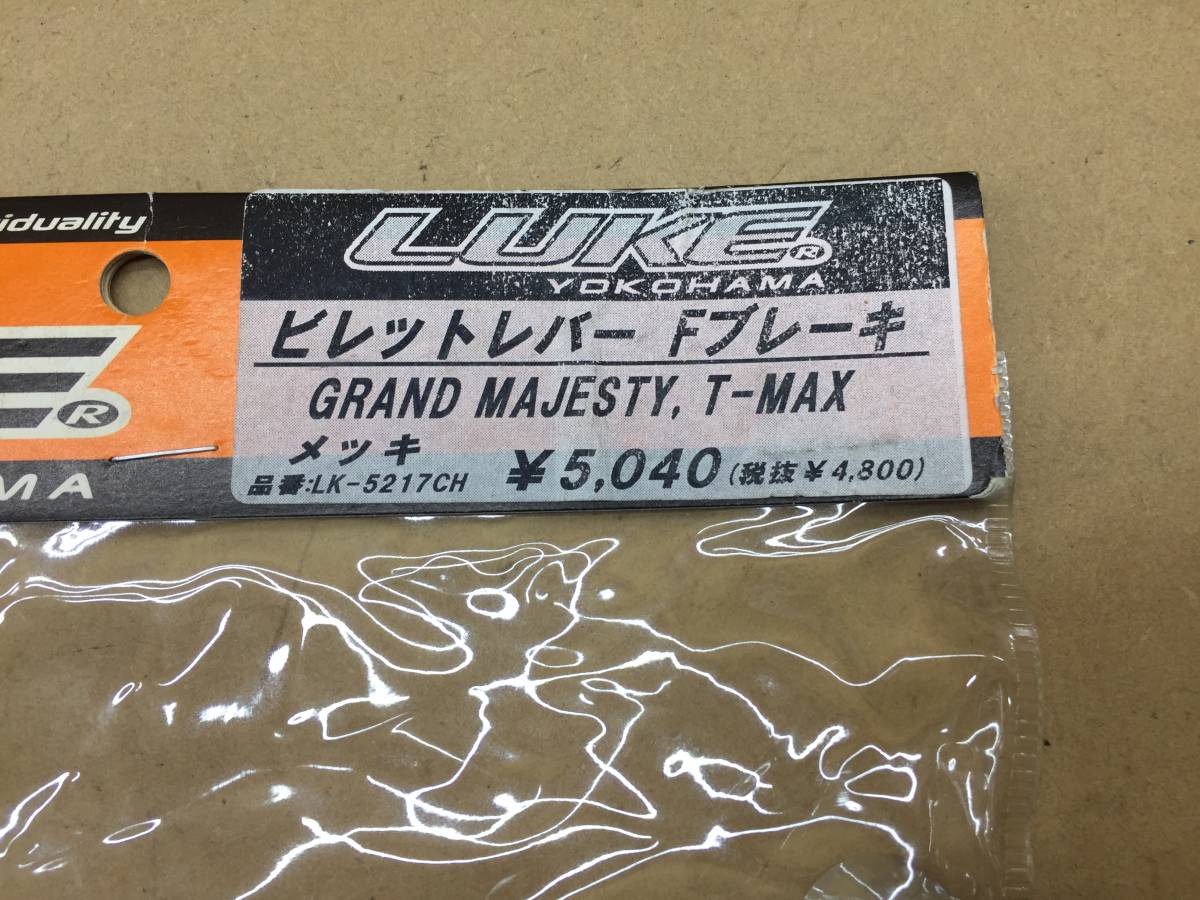 iduality
LUKE®
YOKOHAMA
ビレットレバー Fブレーキ
GRAND MAJESTY, T-MAX
メッキ
品番:LK-5217CH ¥5,040(税抜¥4,800)
E®
MA